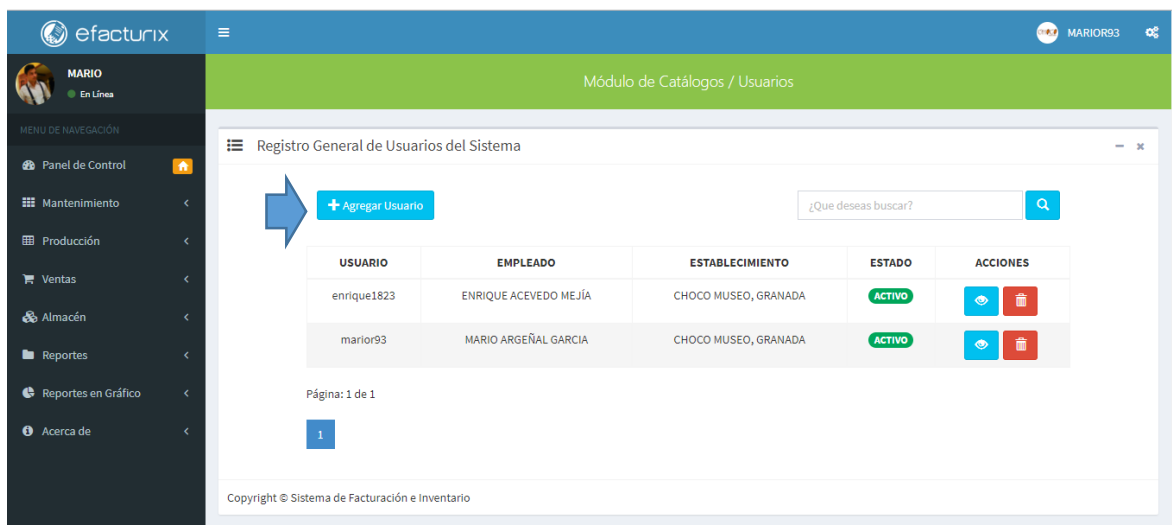 efacturix
MARIOR93
MARIO
En Línea
Módulo de Catálogos / Usuarios
MENU DE NAVEGACIÓN
Panel de Control
Mantenimiento
Producción
Ventas
Almacén
Reportes
Reportes en Gráfico
Acerca de
Registro General de Usuarios del Sistema
Agregar Usuario
¿Que deseas buscar?
USUARIO EMPLEADO ESTABLECIMIENTO ESTADO ACCIONES
enrique1823 ENRIQUE ACEVEDO MEJÍA CHOCO MUSEO, GRANADA ACTIVO
marior93 MARIO ARGEÑAL GARCIA CHOCO MUSEO, GRANADA ACTIVO
Página: 1 de 1
1
Copyright © Sistema de Facturación e Inventario